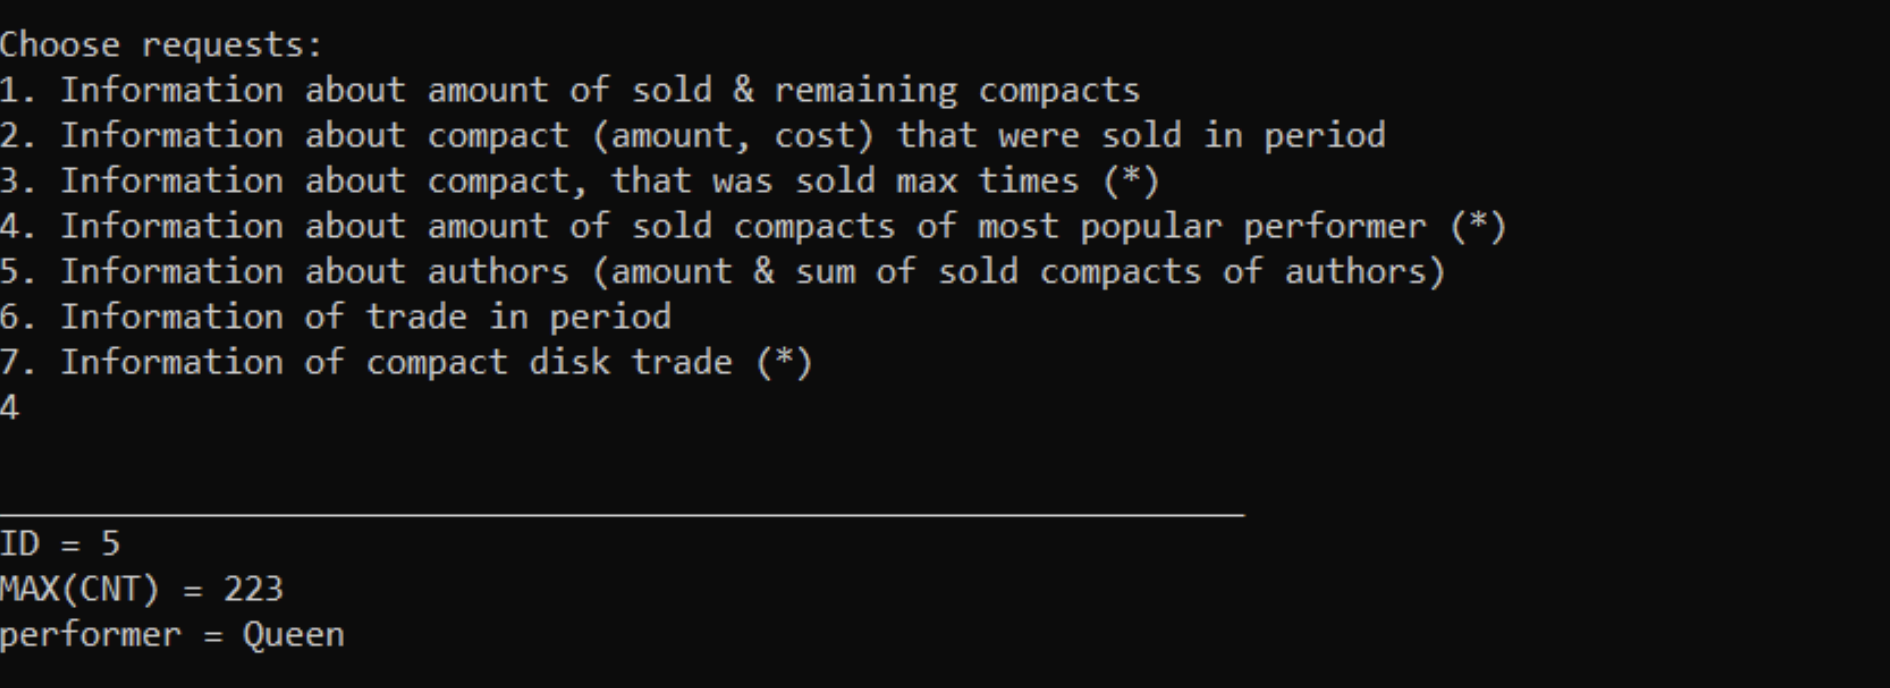 Choose requests:
1. Information about amount of sold & remaining compacts
2. Information about compact (amount, cost) that were sold in period
3. Information about compact, that was sold max times (*)
4. Information about amount of sold compacts of most popular performer (*)
5. Information about authors (amount & sum of sold compacts of authors)
6. Information of trade in period
7. Information of compact disk trade (*)
4
ID = 5
MAX(CNT) = 223
performer = Queen